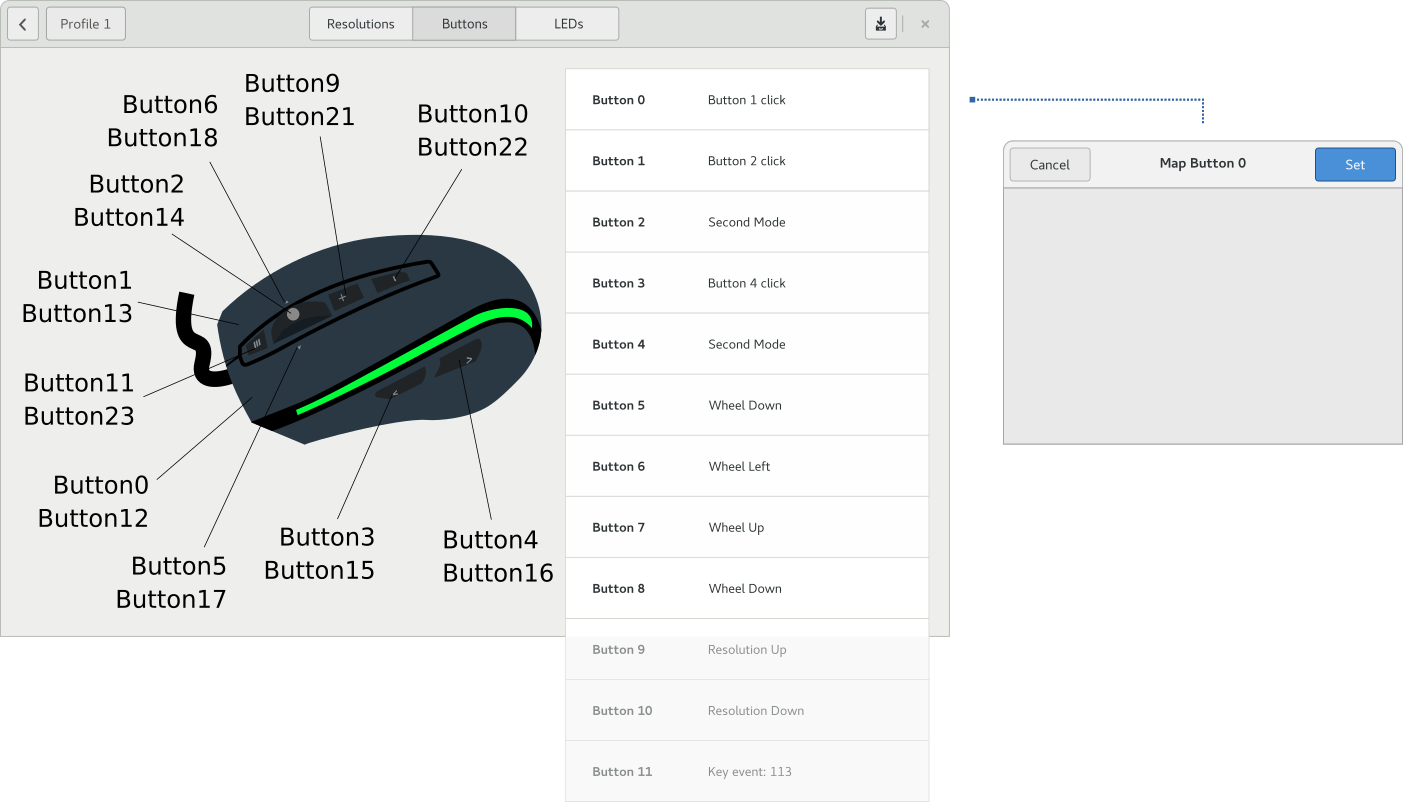 Profile 1
Resolutions
Buttons
LEDs
×
Button6
Button18
Button9
Button21
Button10
Button22
Button2
Button14
Button1
Button13
Button11
Button23
Button0
Button12
Button5
Button17
Button3
Button15
Button4
Button16
+
-
<
>
Button 0 Button 1 click
Button 1 Button 2 click
Button 2 Second Mode
Button 3 Button 4 click
Button 4 Second Mode
Button 5 Wheel Down
Button 6 Wheel Left
Button 7 Wheel Up
Button 8 Wheel Down
Button 9 Resolution Up
Button 10 Resolution Down
Button 11 Key event: 113
Cancel
Map Button 0
Set